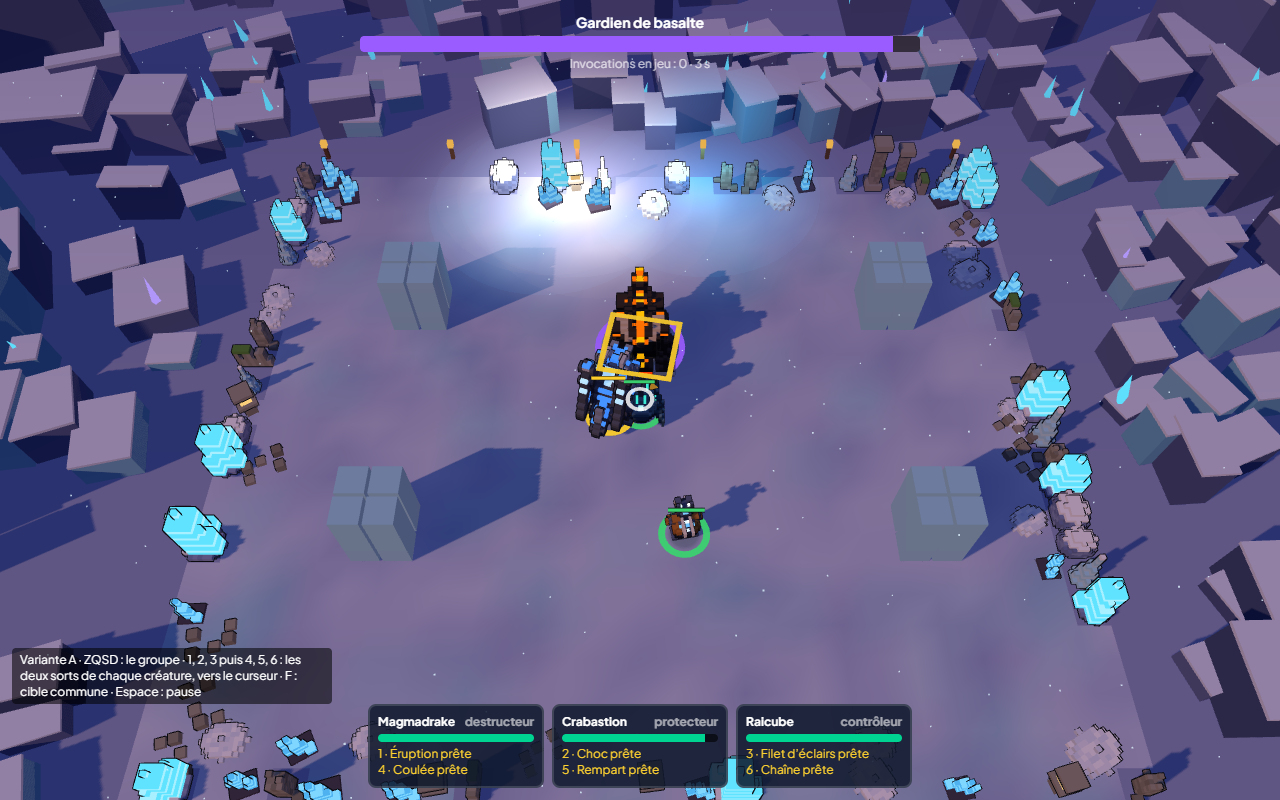 Gardien de basalte
Invocations en jeu : 0 · 3 s
Variante A · ZQSD : le groupe · 1, 2, 3 puis 4, 5, 6 : les
deux sorts de chaque créature, vers le curseur · F :
cible commune · Espace : pause
Magmadrake destructeur
1 · Éruption prête
4 · Coulée prête
Crabastion protecteur
2 · Choc prête
5 · Rempart prête
Ralcube contrôleur
3 · Filet d'éclairs prête
6 · Chaîne prête